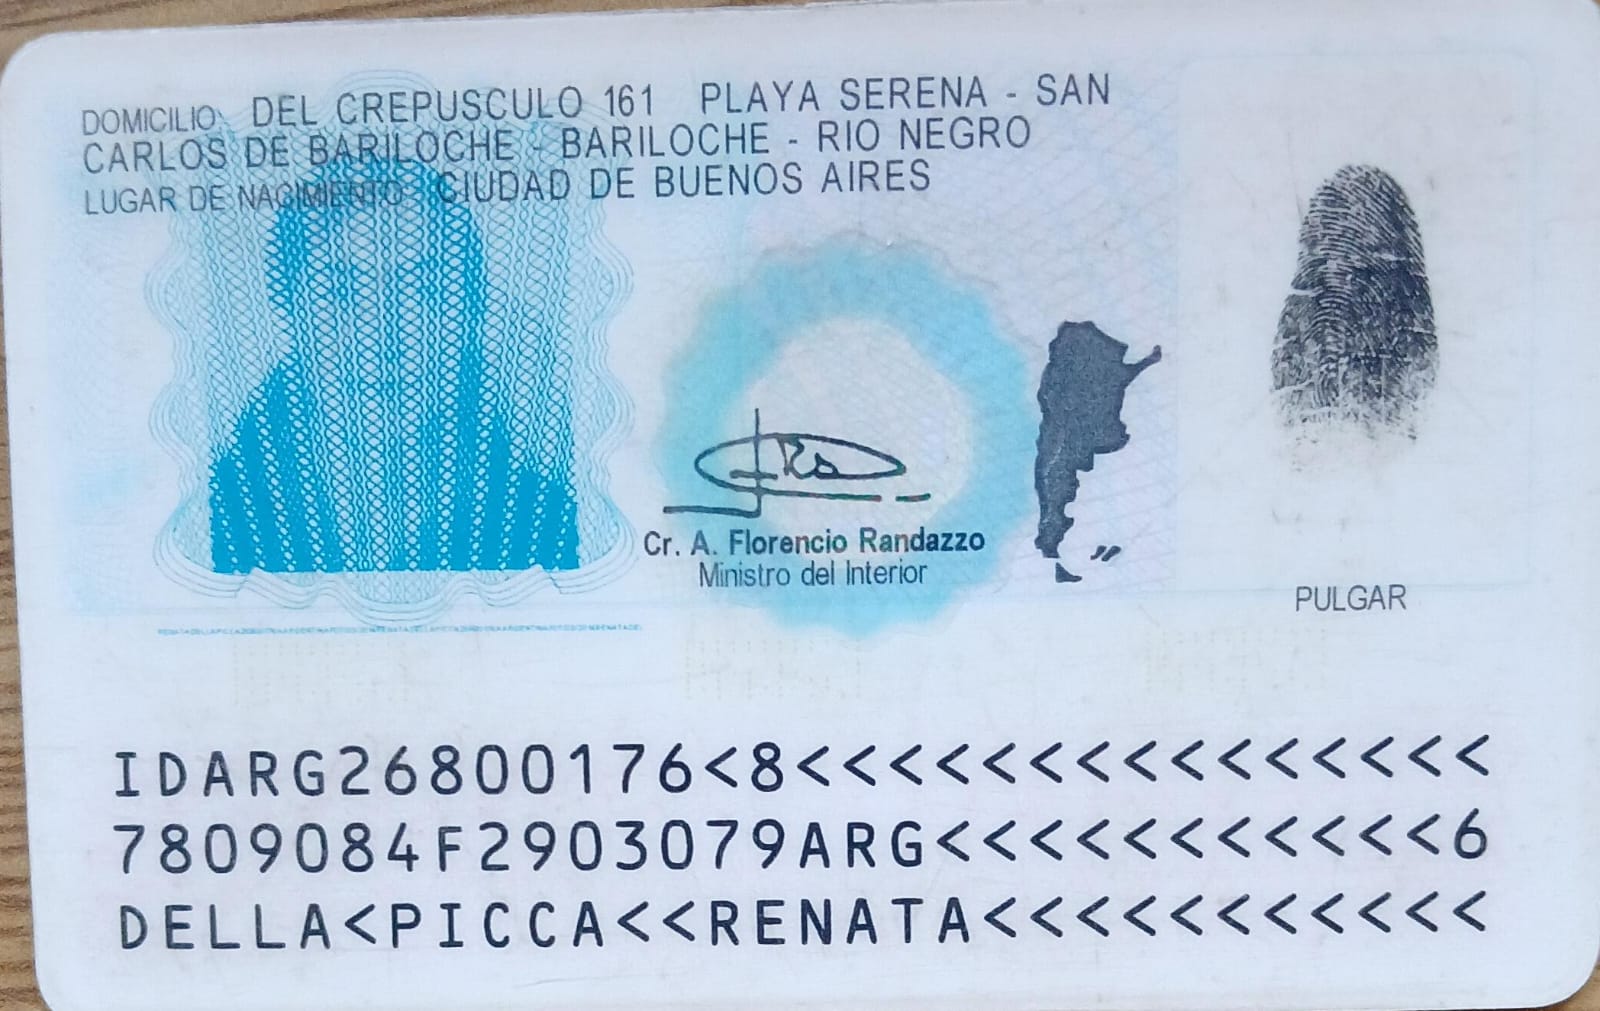 DOMICILIO: DEL CREPUSCULO 161 PLAYA SERENA - SAN
CARLOS DE BARILOCHE - BARILOCHE - RIO NEGRO
LUGAR DE NACIMIENTO: CIUDAD DE BUENOS AIRES
Cr. A. Florencio Randazzo
Ministro del Interior
PULGAR
IDARG26800176<8<<<<<<<<<<<<<<<
7809084F2903079ARG<<<<<<<<<<<6
DELLA<PICCA<<RENATA<<<<<<<<<<<